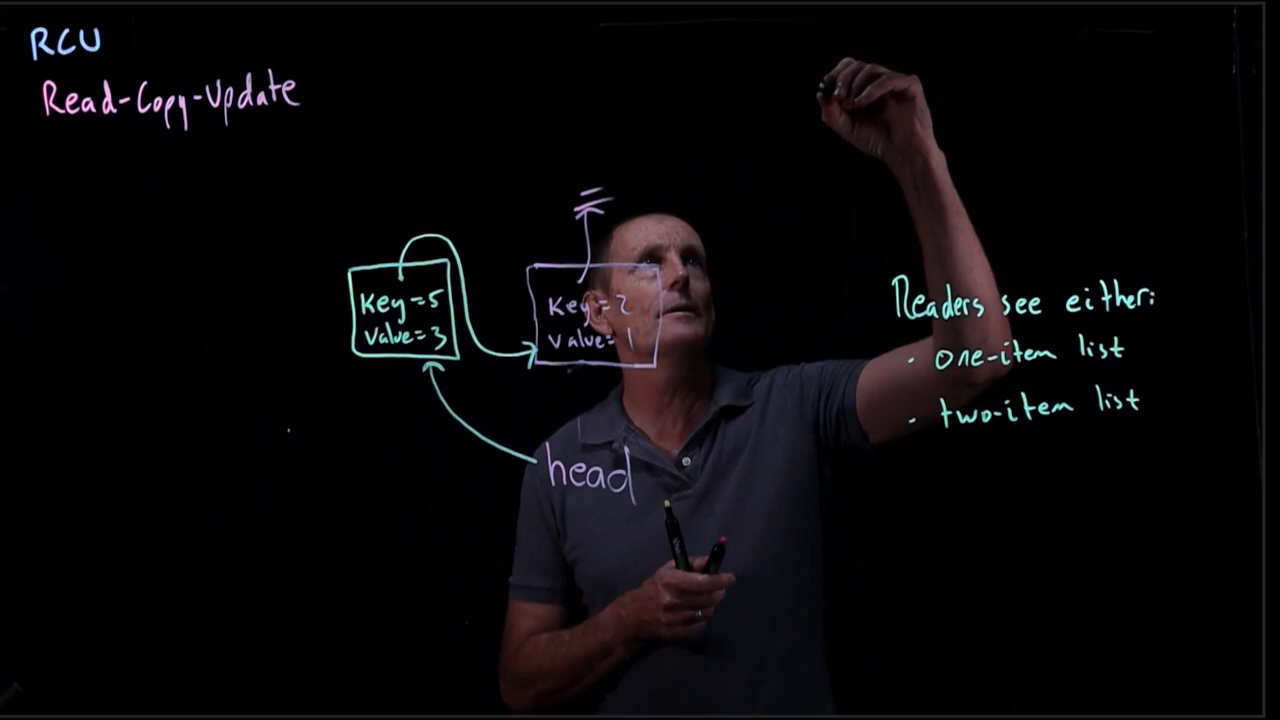 RCU
Read-Copy-Update
Key=5
Value=3
Key=2
Value=1
head
Readers see either:
· one-item list
· two-item list